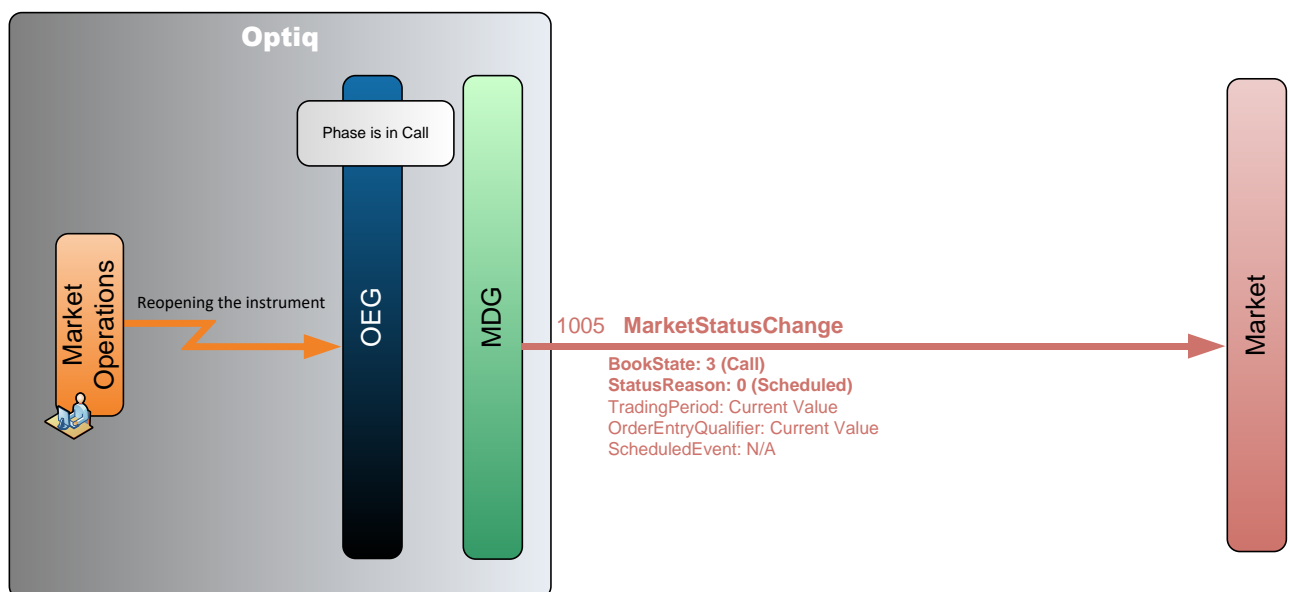 Optiq
Phase is in Call
Market
Operations
Reopening the instrument
OEG
MDG
1005 MarketStatusChange
BookState: 3 (Call)
StatusReason: 0 (Scheduled)
TradingPeriod: Current Value
OrderEntryQualifier: Current Value
ScheduledEvent: N/A
Market